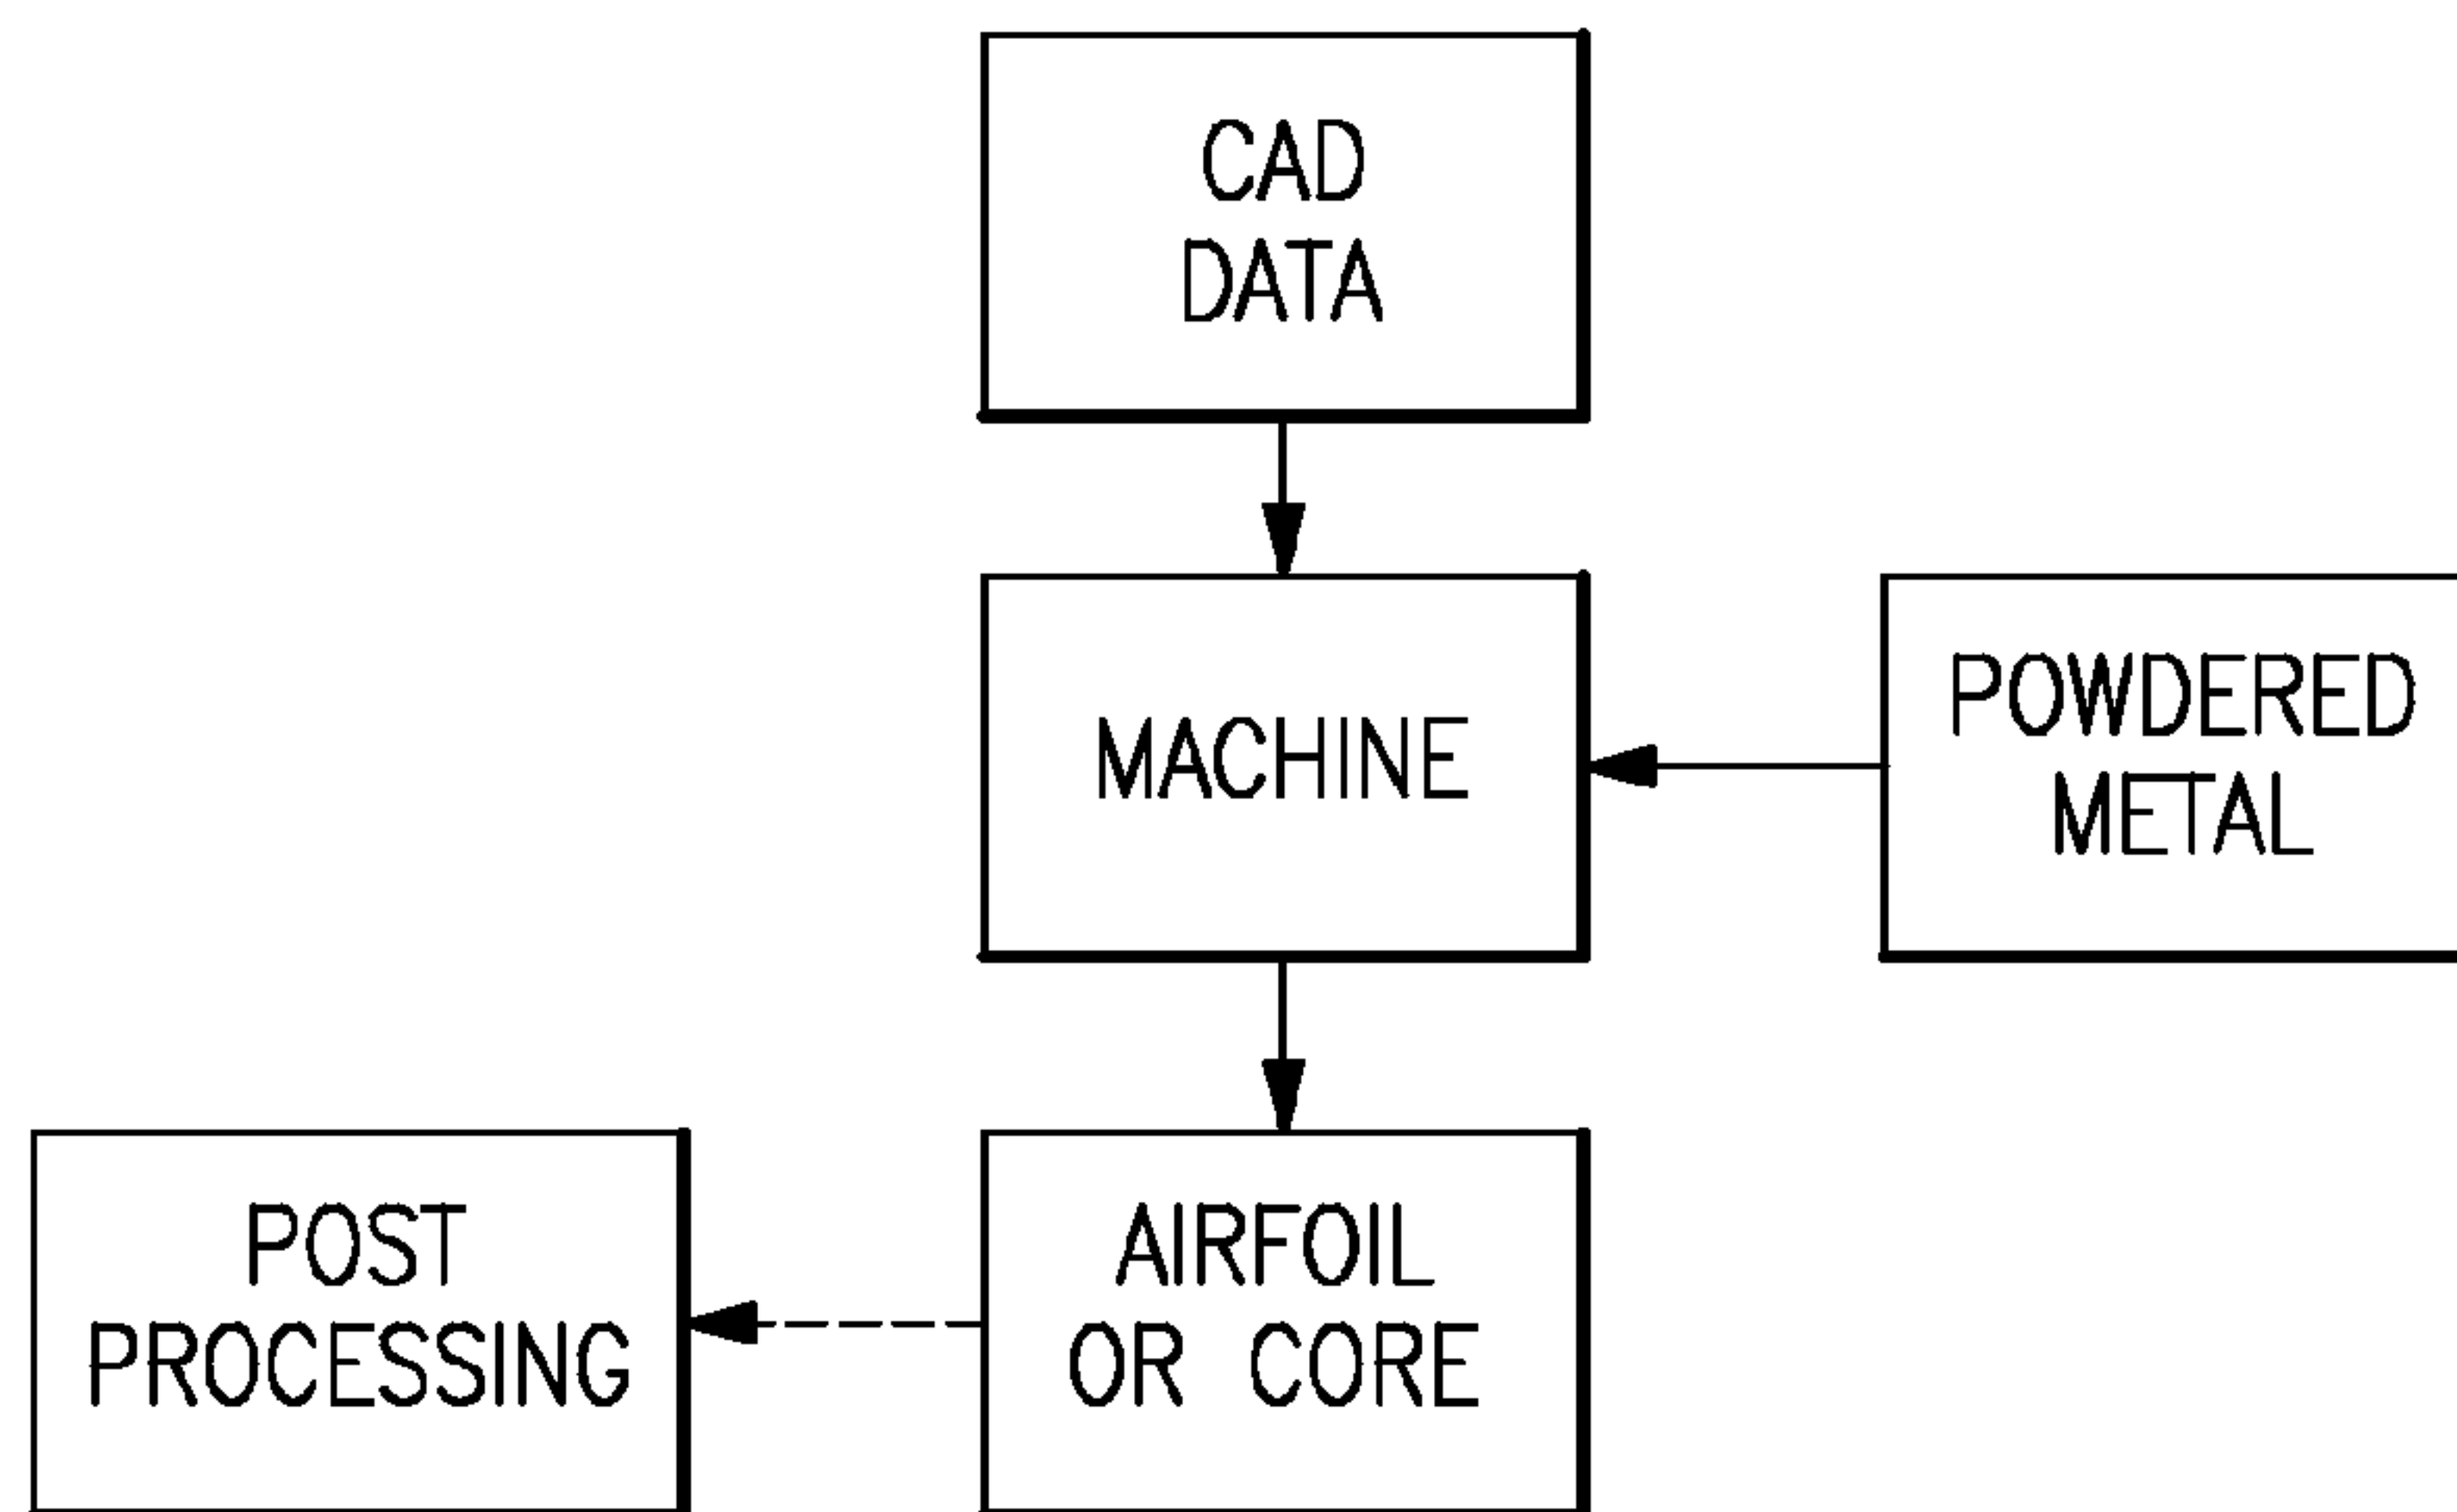 CAD
DATA
MACHINE
POWDERED
METAL
POST
PROCESSING
AIRFOIL
OR CORE